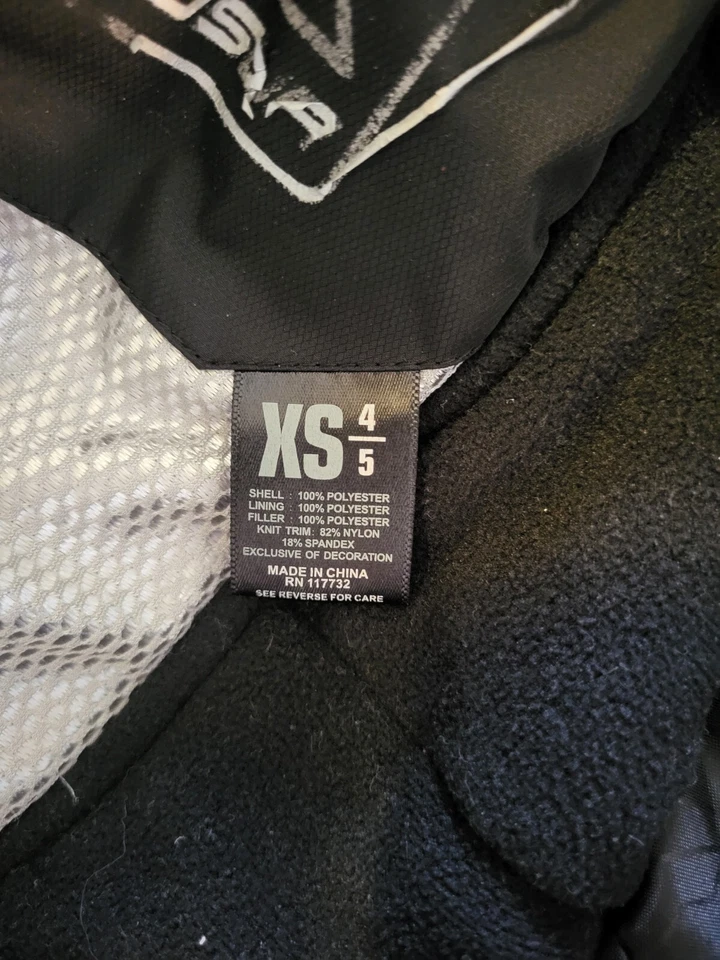 XS 4/5
SHELL : 100% POLYESTER
LINING : 100% POLYESTER
FILLER : 100% POLYESTER
KNIT TRIM: 82% NYLON
18% SPANDEX
EXCLUSIVE OF DECORATION
MADE IN CHINA
RN 117732
SEE REVERSE FOR CARE